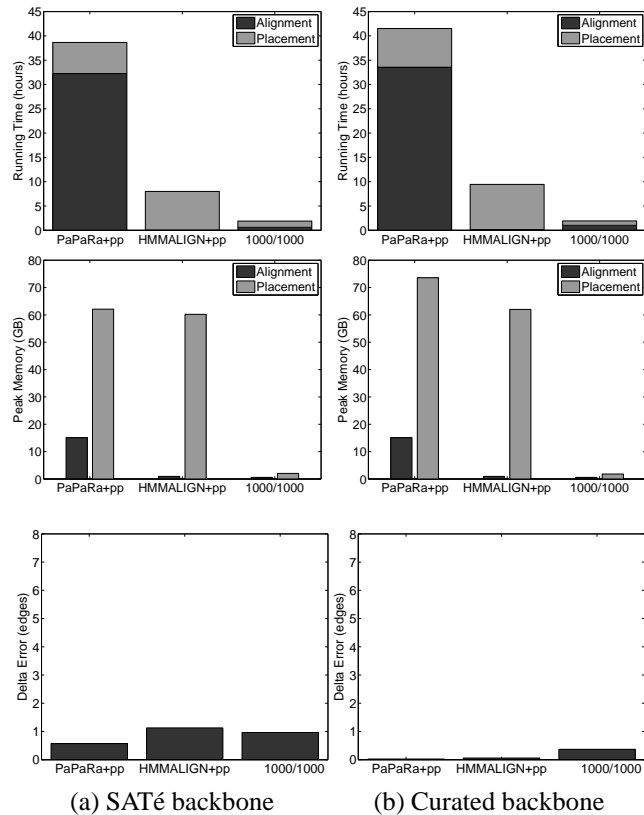 45
40
35
30
25
20
15
10
5
0
Running Time (hours)
Alignment
Placement
PaPaRa+pp HMMALIGN+pp 1000/1000
45
40
35
30
25
20
15
10
5
0
Running Time (hours)
Alignment
Placement
PaPaRa+pp HMMALIGN+pp 1000/1000
80
70
60
50
40
30
20
10
0
Peak Memory (GB)
Alignment
Placement
PaPaRa+pp HMMALIGN+pp 1000/1000
80
70
60
50
40
30
20
10
0
Peak Memory (GB)
Alignment
Placement
PaPaRa+pp HMMALIGN+pp 1000/1000
8
7
6
5
4
3
2
1
0
Delta Error (edges)
PaPaRa+pp HMMALIGN+pp 1000/1000
8
7
6
5
4
3
2
1
0
Delta Error (edges)
PaPaRa+pp HMMALIGN+pp 1000/1000
(a) SATé backbone
(b) Curated backbone